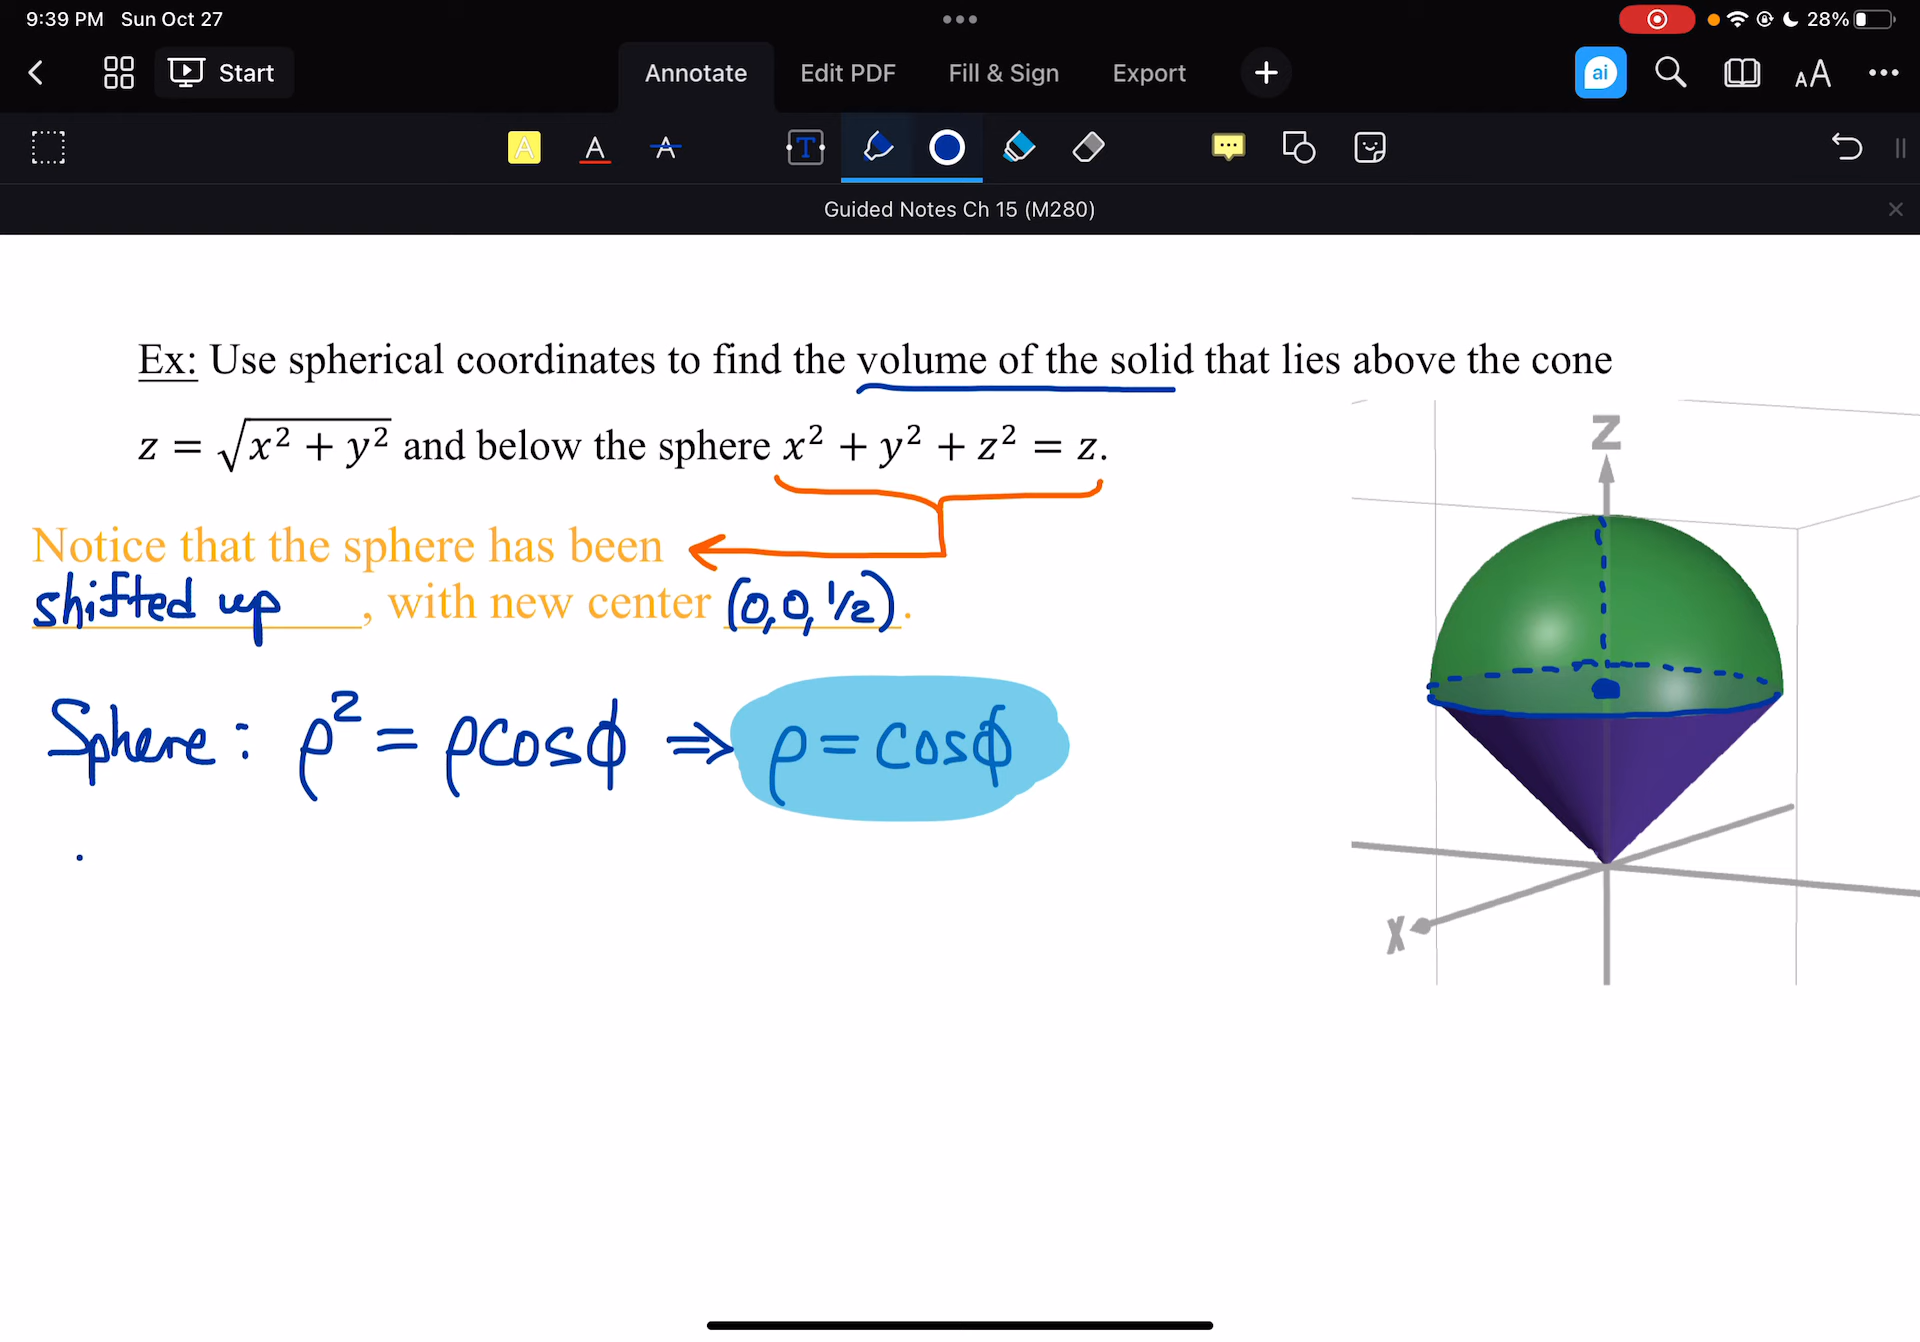 9:39 PM Sun Oct 27
28%
Start
Annotate
Edit PDF
Fill & Sign
Export
ai
AA
A A A T
Guided Notes Ch 15 (M280)
Ex: Use spherical coordinates to find the volume of the solid that lies above the cone
z = √(x² + y²) and below the sphere x² + y² + z² = z.
Notice that the sphere has been
shifted up, with new center (0,0,1/2).
Sphere: ρ² = ρcosϕ ⇒ ρ = cosϕ
Z
X